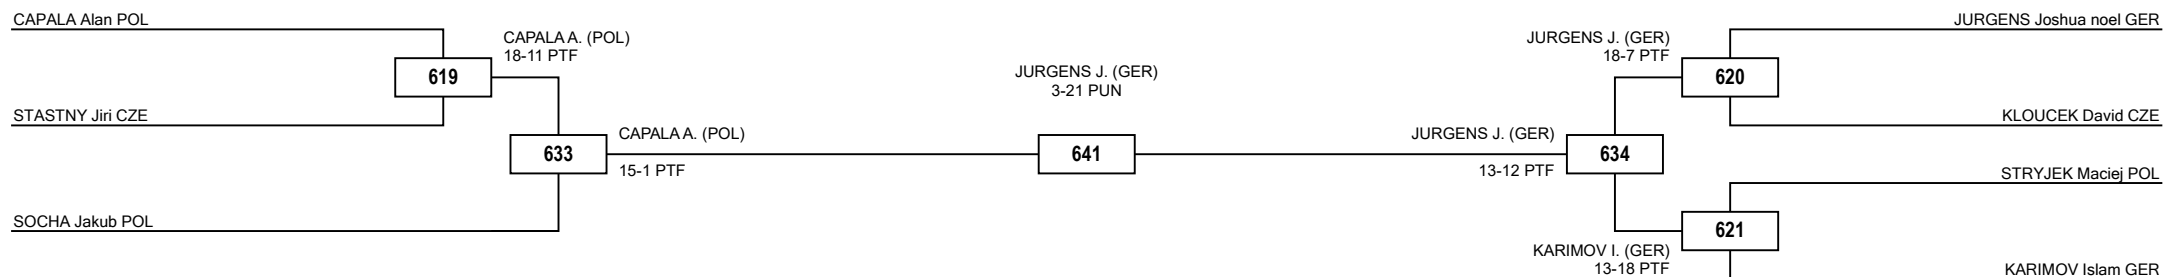 CAPALA Alan POL
619
CAPALA A. (POL)
18-11 PTF
STASTNY Jiri CZE
633
CAPALA A. (POL)
15-1 PTF
SOCHA Jakub POL
JURGENS J. (GER)
3-21 PUN
641
JURGENS J. (GER)
13-12 PTF
634
JURGENS J. (GER)
18-7 PTF
620
JURGENS Joshua noel GER
KLOUCEK David CZE
STRYJEK Maciej POL
621
KARIMOV I. (GER)
13-18 PTF
KARIMOV Islam GER